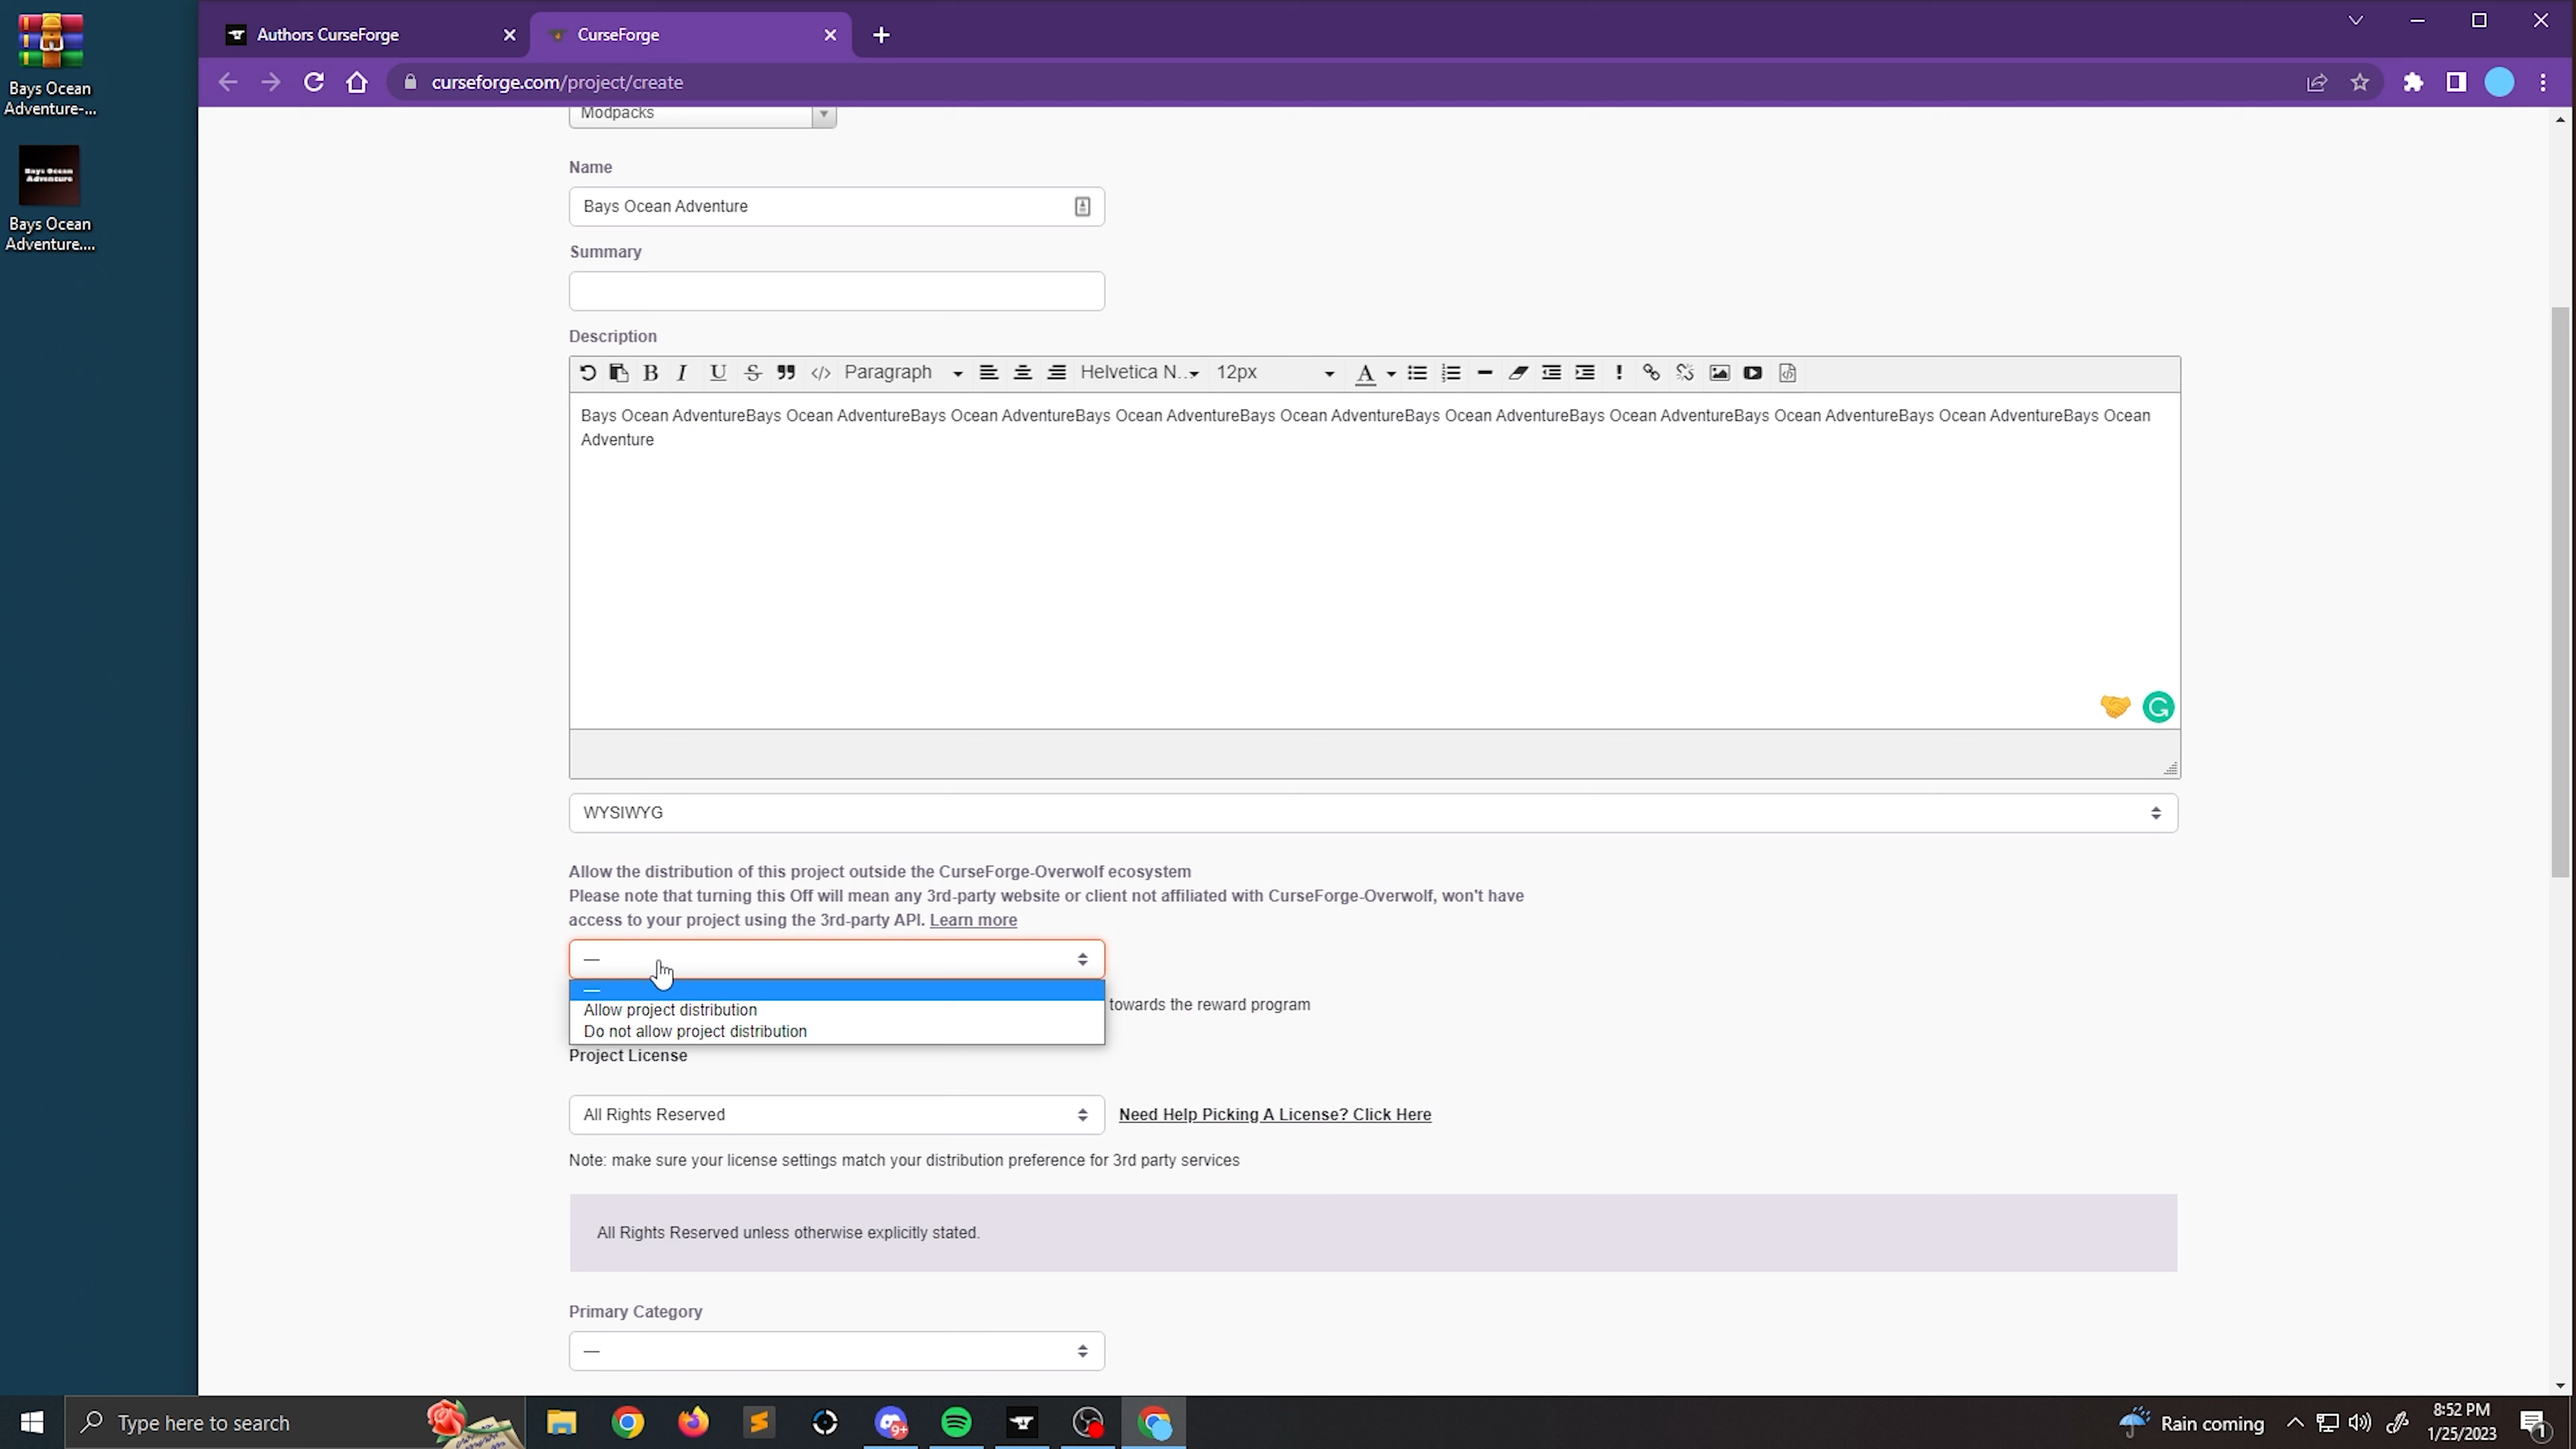 Bays Ocean
Adventure-...
Bays Ocean
Adventure
Bays Ocean
Adventure....
Authors CurseForge
CurseForge
curseforge.com/project/create
Modpacks
Name
Bays Ocean Adventure
Summary
Description
Paragraph
Helvetica N...
12px
Bays Ocean AdventureBays Ocean AdventureBays Ocean AdventureBays Ocean AdventureBays Ocean AdventureBays Ocean AdventureBays Ocean AdventureBays Ocean AdventureBays Ocean AdventureBays Ocean
Adventure
WYSIWYG
Allow the distribution of this project outside the CurseForge-Overwolf ecosystem
Please note that turning this Off will mean any 3rd-party website or client not affiliated with CurseForge-Overwolf, won't have
access to your project using the 3rd-party API. Learn more
—
—
Allow project distribution
towards the reward program
Do not allow project distribution
Project License
All Rights Reserved
Need Help Picking A License? Click Here
Note: make sure your license settings match your distribution preference for 3rd party services
All Rights Reserved unless otherwise explicitly stated.
Primary Category
—
Type here to search
9+
Rain coming
8:52 PM
1/25/2023
1